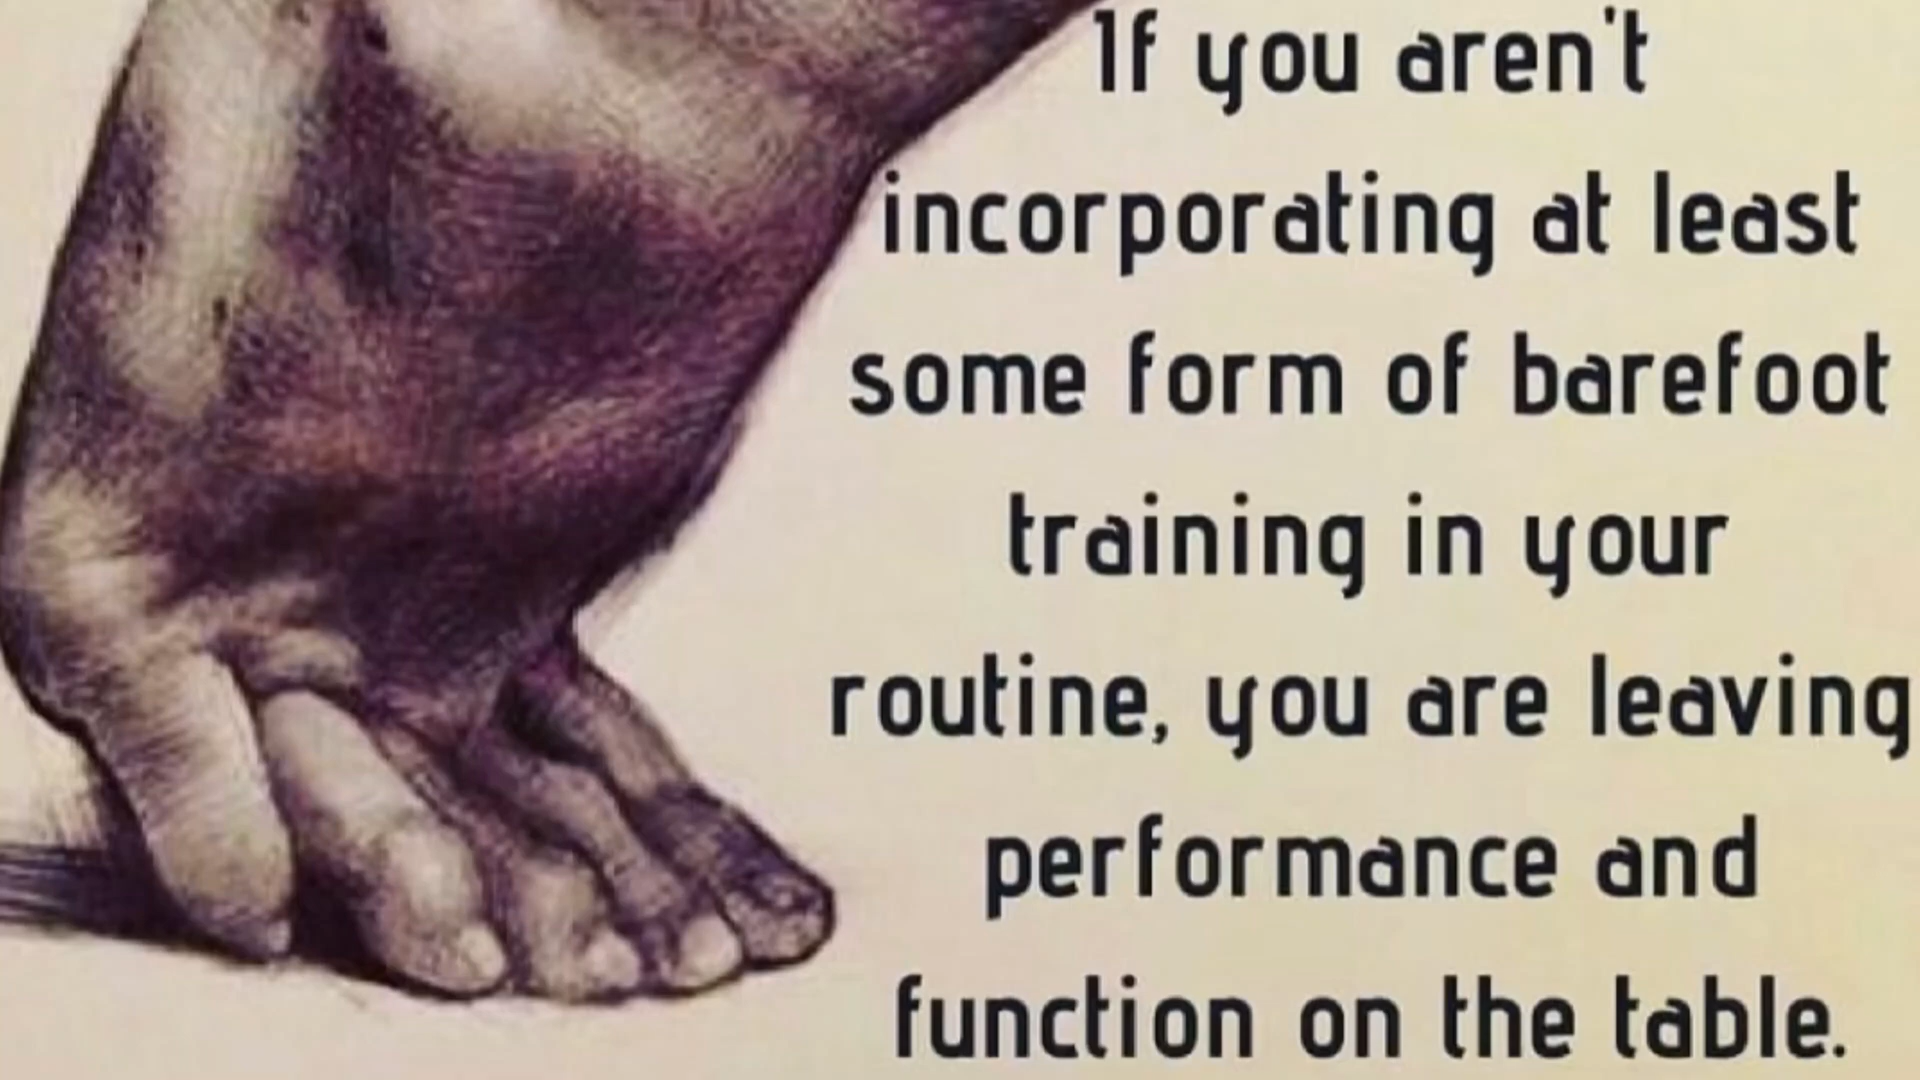 If you aren't
incorporating at least
some form of barefoot
training in your
routine, you are leaving
performance and
function on the table.